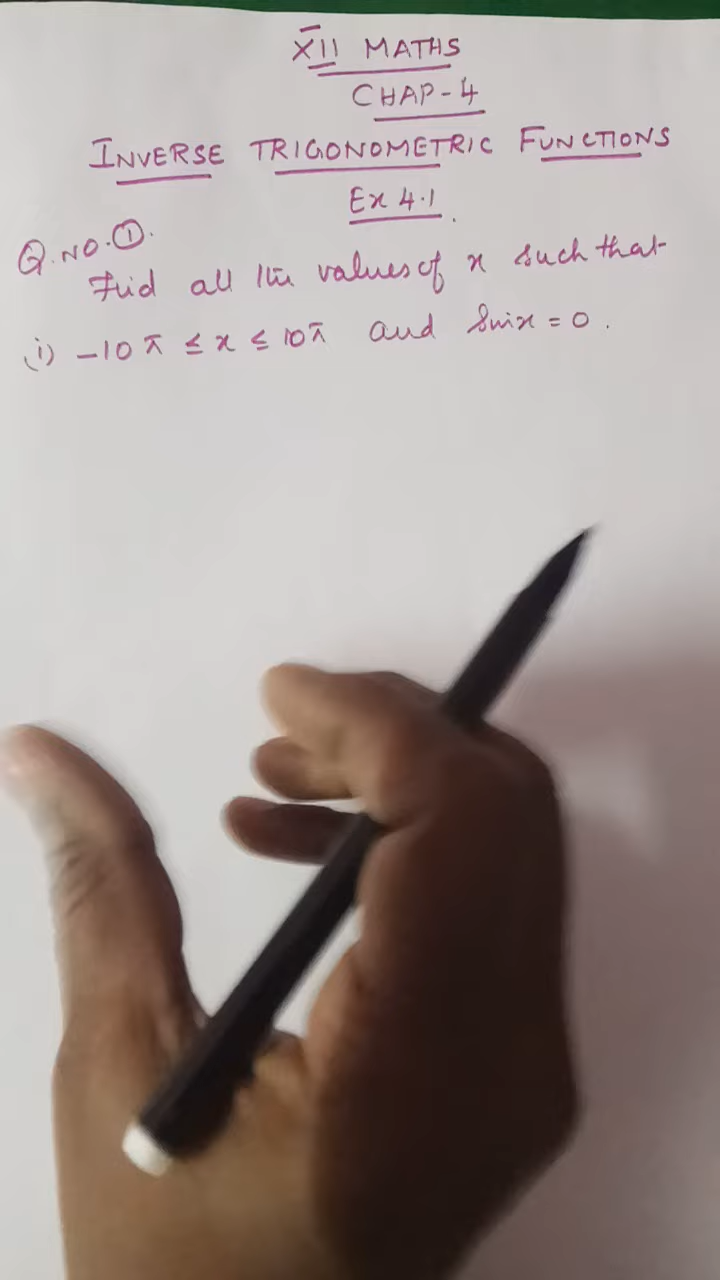 XII MATHS
CHAP-4
INVERSE TRIGONOMETRIC FUNCTIONS
Ex 4.1.
Q.NO.①.
Find all the values of x such that
(i) -10π ≤ x ≤ 10π and Sin x = 0.